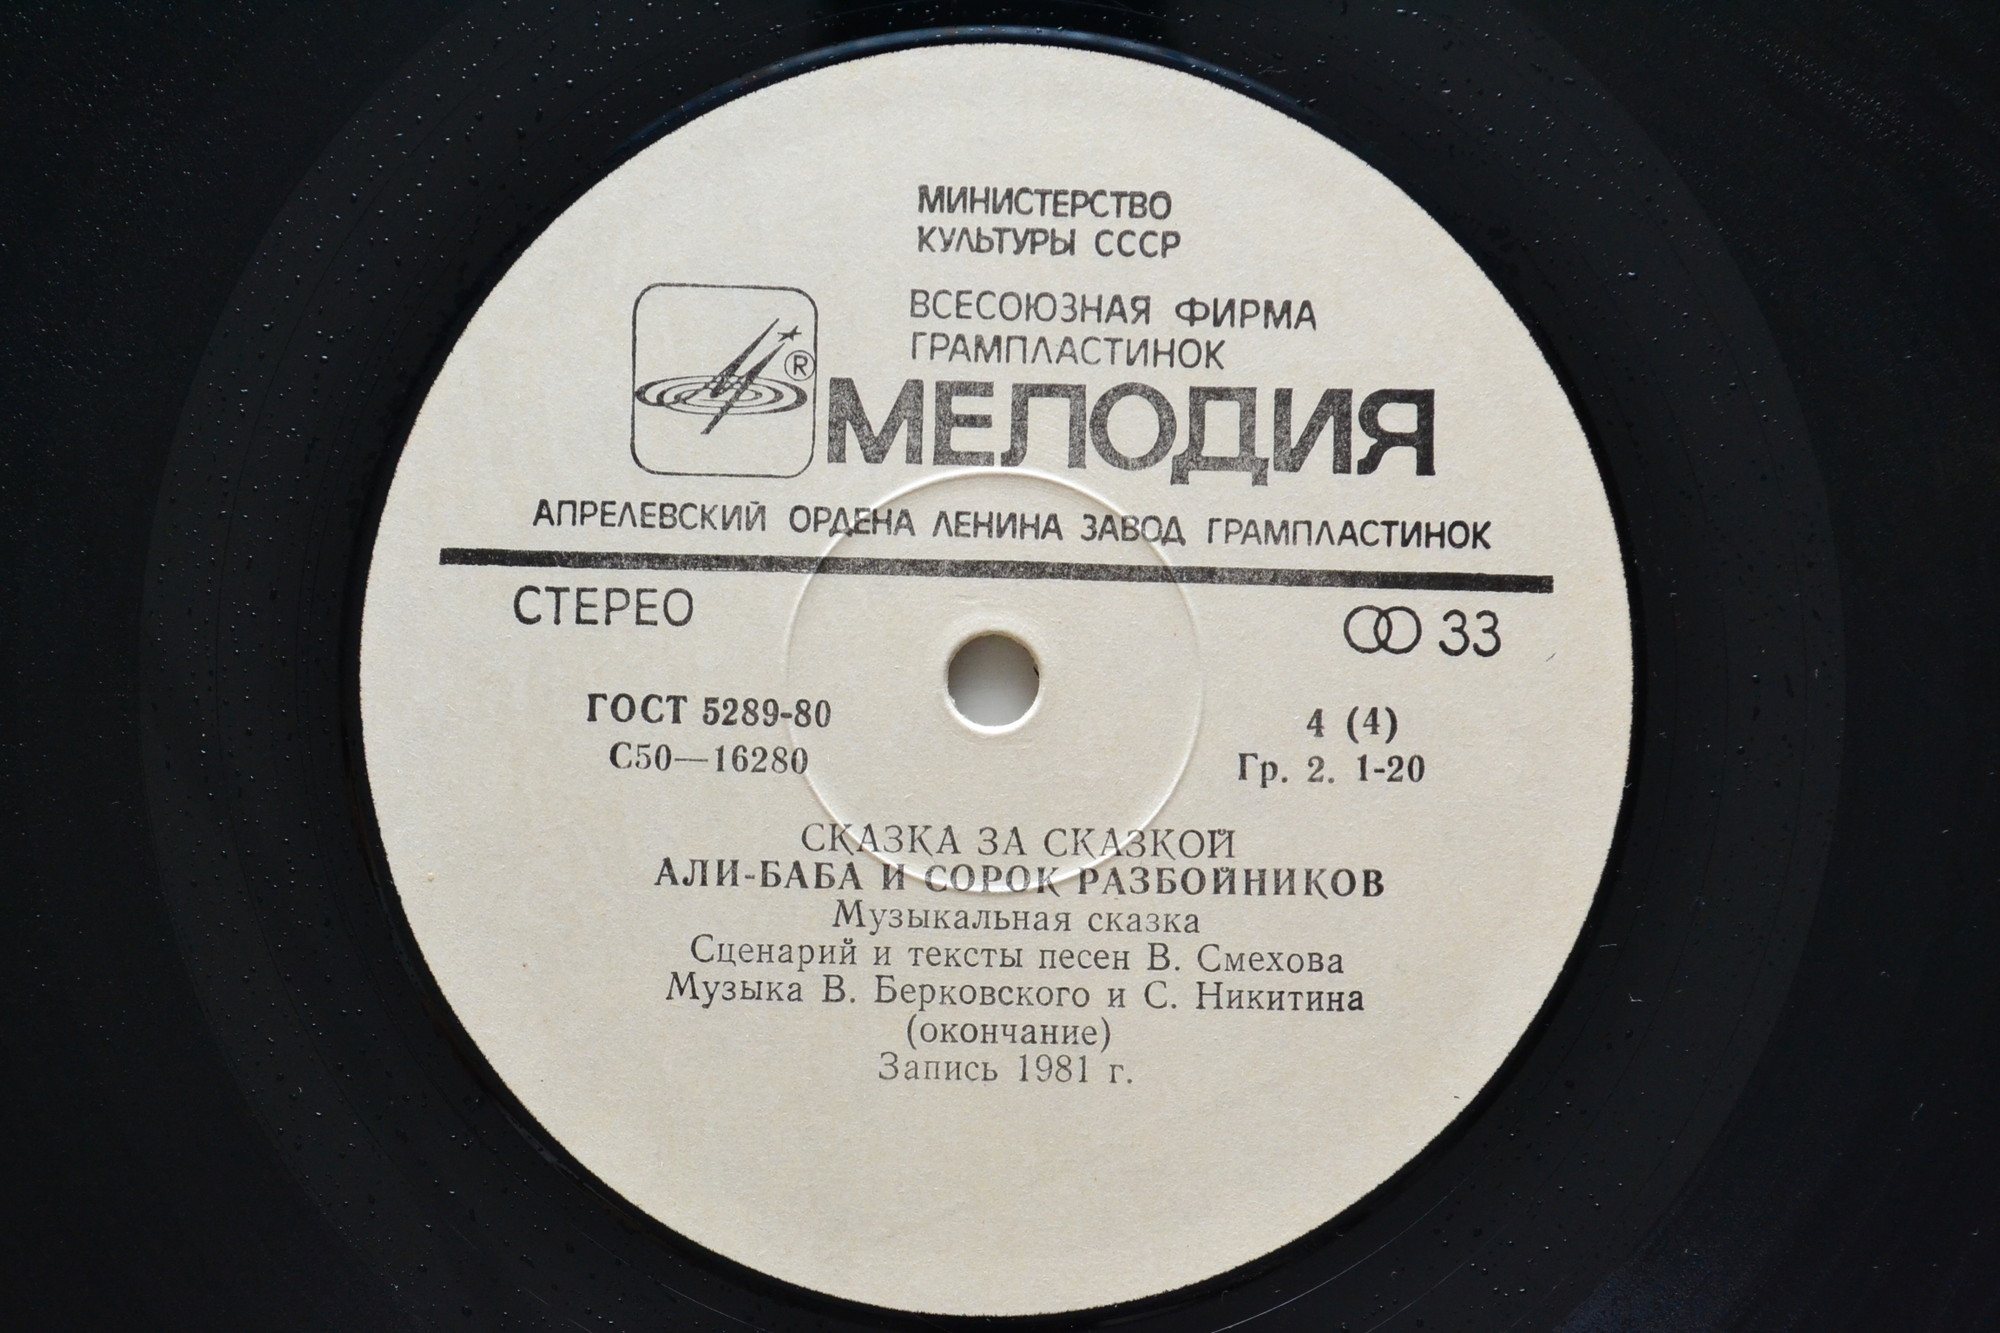 МИНИСТЕРСТВО
КУЛЬТУРЫ СССР
ВСЕСОЮЗНАЯ ФИРМА
ГРАМПЛАСТИНОК
®
МЕЛОДИЯ
АПРЕЛЕВСКИЙ ОРДЕНА ЛЕНИНА ЗАВОД ГРАМПЛАСТИНОК
СТЕРЕО
33
ГОСТ 5289-80
4 (4)
С50—16280
Гр. 2. 1-20
СКАЗКА ЗА СКАЗКОЙ
АЛИ-БАБА И СОРОК РАЗБОЙНИКОВ
Музыкальная сказка
Сценарий и тексты песен В. Смехова
Музыка В. Берковского и С. Никитина
(окончание)
Запись 1981 г.